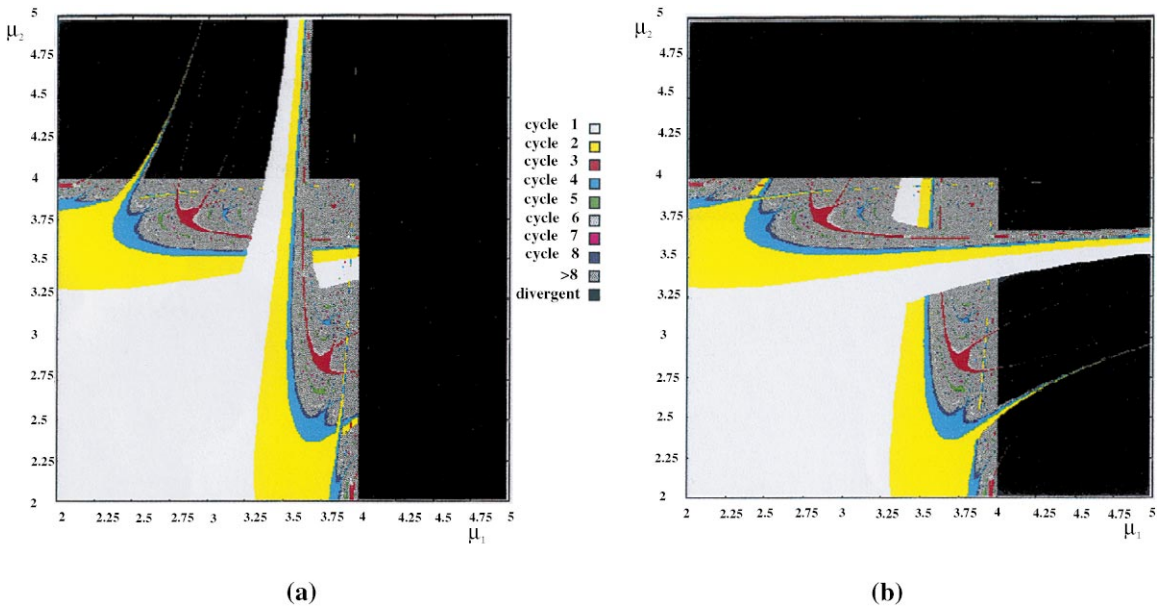 μ2
5
4.75
4.5
4.25
4
3.75
3.5
3.25
3
2.75
2.5
2.25
2
2 2.25 2.5 2.75 3 3.25 3.5 3.75 4 4.25 4.5 4.75 5
μ1
(a)
cycle 1
cycle 2
cycle 3
cycle 4
cycle 5
cycle 6
cycle 7
cycle 8
>8
divergent
μ2
5
4.75
4.5
4.25
4
3.75
3.5
3.25
3
2.75
2.5
2.25
2
2 2.25 2.5 2.75 3 3.25 3.5 3.75 4 4.25 4.5 4.75 5
μ1
(b)